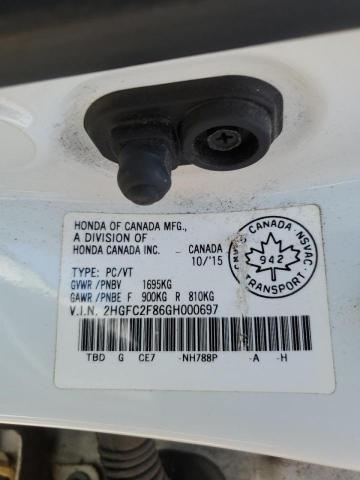 HONDA OF CANADA MFG.,
A DIVISION OF
HONDA CANADA INC.
CANADA
10/'15
TYPE: PC/VT
GVWR/PNBV 1695KG
GAWR/PNBE F 900KG R 810KG
V.I.N. 2HGFC2F86GH000697
TBD G CE7 -NH788P -A -H
CMVSS CANADA NSVAC
942
TRANSPORT